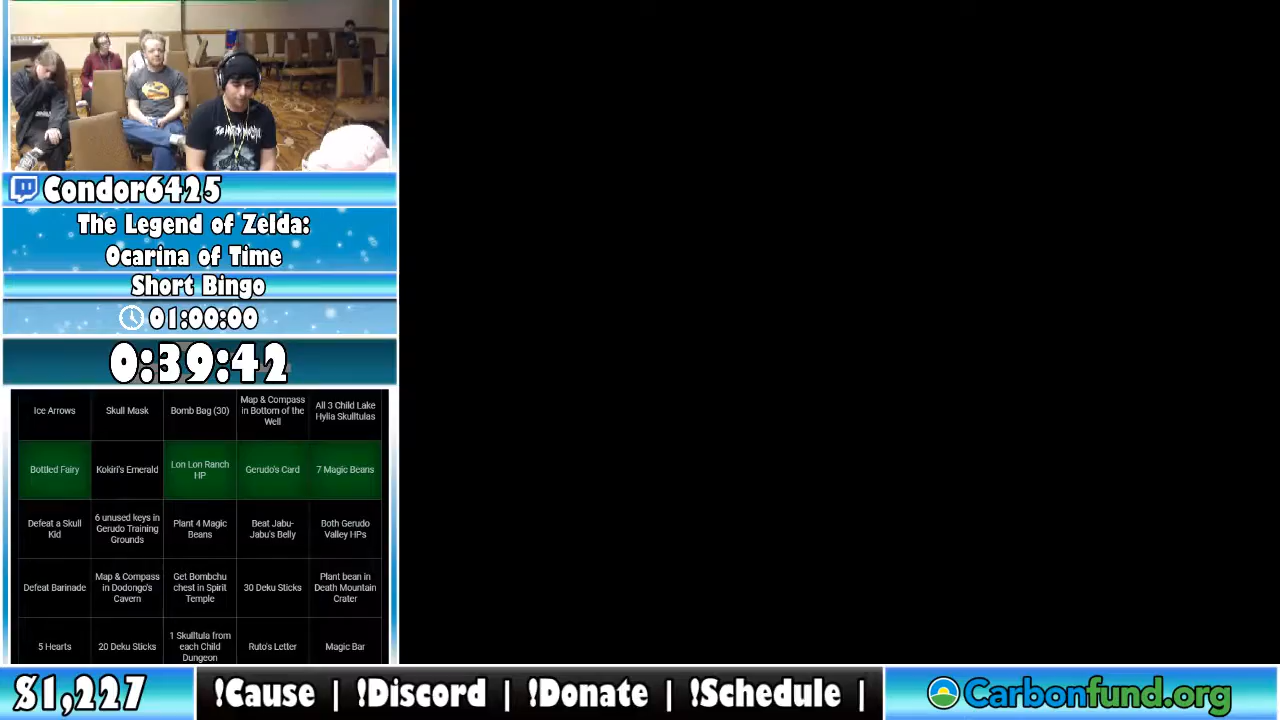 Condor6425
The Legend of Zelda:
Ocarina of Time
Short Bingo
01:00:00
0:39:42
Ice Arrows
Skull Mask
Bomb Bag (30)
Map & Compass
in Bottom of the
Well
All 3 Child Lake
Hylia Skulltulas
Bottled Fairy
Kokiri's Emerald
Lon Lon Ranch
HP
Gerudo's Card
7 Magic Beans
Defeat a Skull
Kid
6 unused keys in
Gerudo Training
Grounds
Plant 4 Magic
Beans
Beat Jabu-
Jabu's Belly
Both Gerudo
Valley HPs
Defeat Barinade
Map & Compass
in Dodongo's
Cavern
Get Bombchu
chest in Spirit
Temple
30 Deku Sticks
Plant bean in
Death Mountain
Crater
5 Hearts
20 Deku Sticks
1 Skulltula from
each Child
Dungeon
Ruto's Letter
Magic Bar
$1,227
!Cause | !Discord | !Donate | !Schedule |
Carbonfund.org